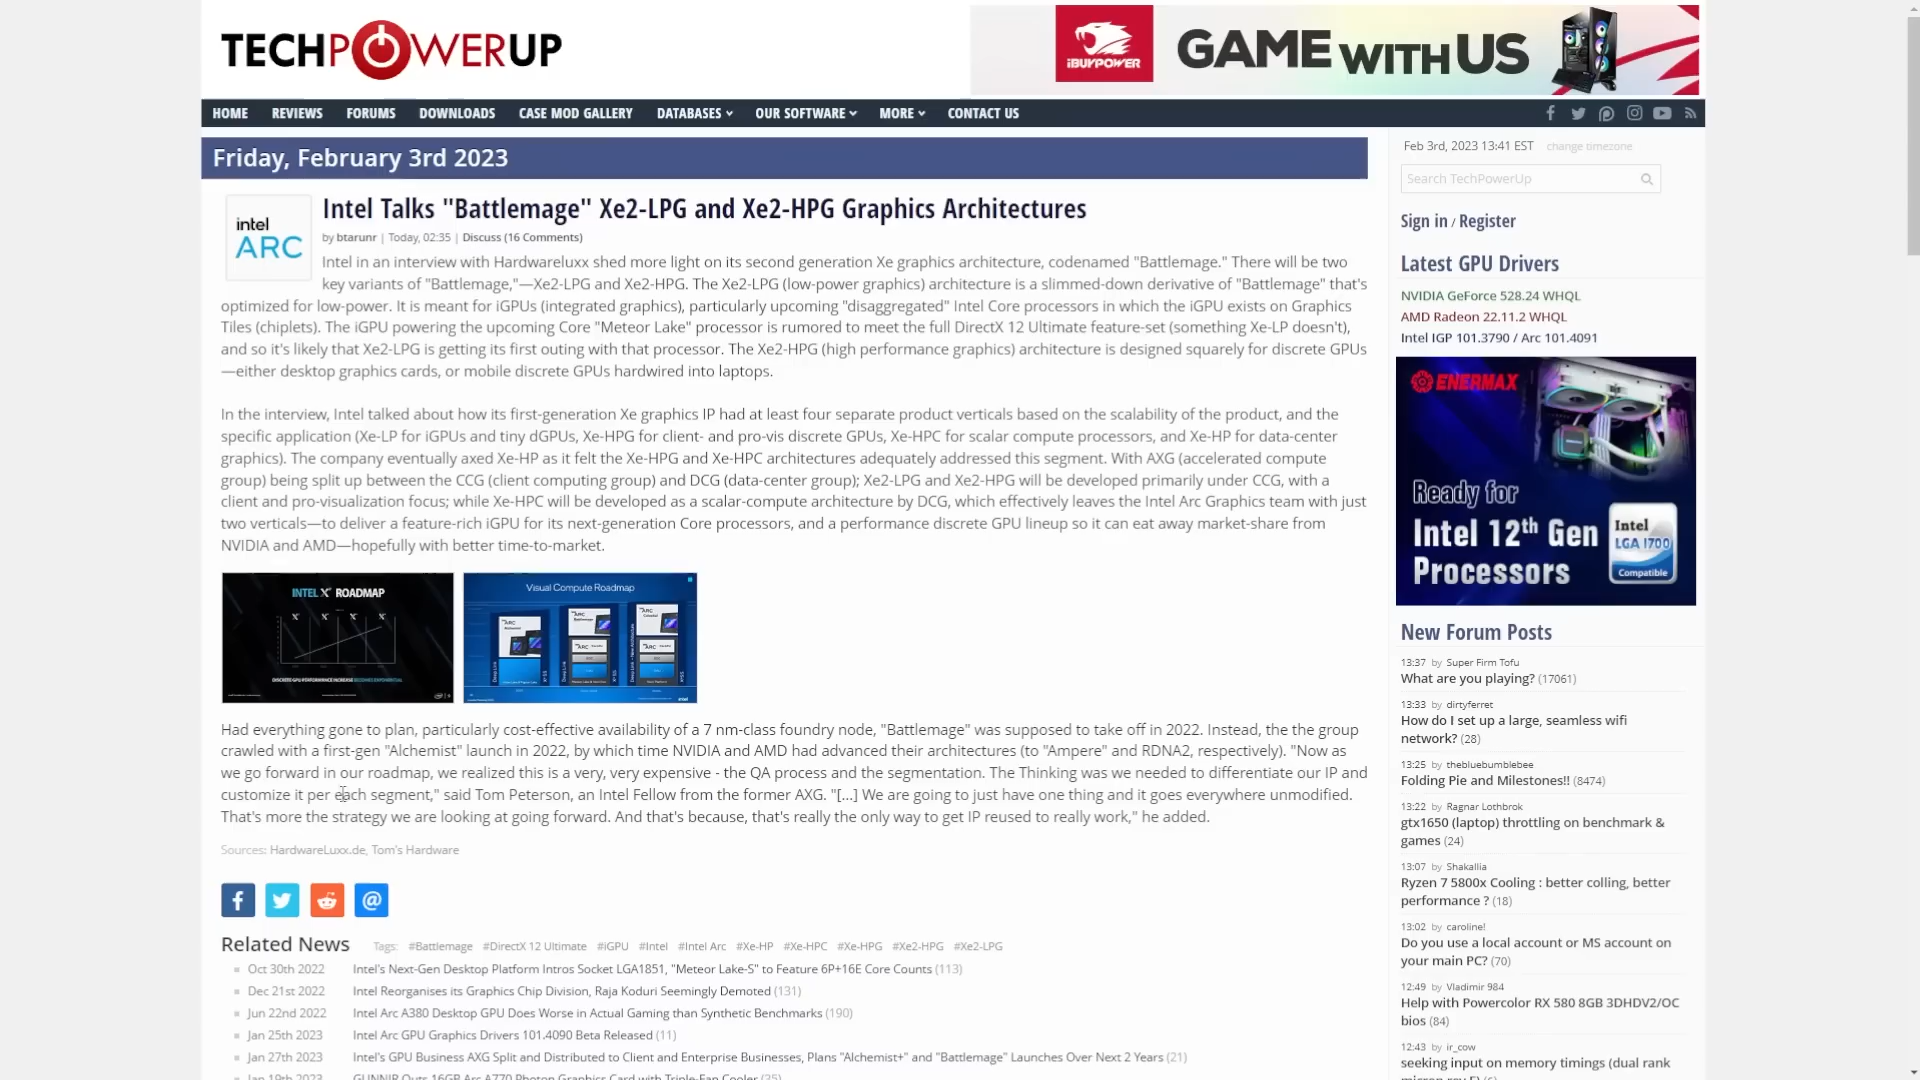 TECHPOWERUP
iBUYPOWER
GAME WITH US
HOME REVIEWS FORUMS DOWNLOADS CASE MOD GALLERY DATABASES OUR SOFTWARE MORE CONTACT US
Friday, February 3rd 2023
intel
ARC
Intel Talks "Battlemage" Xe2-LPG and Xe2-HPG Graphics Architectures
by btarunr | Today, 02:35 | Discuss (16 Comments)
Intel in an interview with Hardwareluxx shed more light on its second generation Xe graphics architecture, codenamed "Battlemage." There will be two
key variants of "Battlemage,"—Xe2-LPG and Xe2-HPG. The Xe2-LPG (low-power graphics) architecture is a slimmed-down derivative of "Battlemage" that's
optimized for low-power. It is meant for iGPUs (integrated graphics), particularly upcoming "disaggregated" Intel Core processors in which the iGPU exists on Graphics
Tiles (chiplets). The iGPU powering the upcoming Core "Meteor Lake" processor is rumored to meet the full DirectX 12 Ultimate feature-set (something Xe-LP doesn't),
and so it's likely that Xe2-LPG is getting its first outing with that processor. The Xe2-HPG (high performance graphics) architecture is designed squarely for discrete GPUs
—either desktop graphics cards, or mobile discrete GPUs hardwired into laptops.
In the interview, Intel talked about how its first-generation Xe graphics IP had at least four separate product verticals based on the scalability of the product, and the
specific application (Xe-LP for iGPUs and tiny dGPUs, Xe-HPG for client- and pro-vis discrete GPUs, Xe-HPC for scalar compute processors, and Xe-HP for data-center
graphics). The company eventually axed Xe-HP as it felt the Xe-HPG and Xe-HPC architectures adequately addressed this segment. With AXG (accelerated compute
group) being split up between the CCG (client computing group) and DCG (data-center group); Xe2-LPG and Xe2-HPG will be developed primarily under CCG, with a
client and pro-visualization focus; while Xe-HPC will be developed as a scalar-compute architecture by DCG, which effectively leaves the Intel Arc Graphics team with just
two verticals—to deliver a feature-rich iGPU for its next-generation Core processors, and a performance discrete GPU lineup so it can eat away market-share from
NVIDIA and AMD—hopefully with better time-to-market.
INTEL Xe ROADMAP
DISCRETE GPU PERFORMANCE INCREASE BECOMES EXPONENTIAL
Visual Compute Roadmap
Had everything gone to plan, particularly cost-effective availability of a 7 nm-class foundry node, "Battlemage" was supposed to take off in 2022. Instead, the the group
crawled with a first-gen "Alchemist" launch in 2022, by which time NVIDIA and AMD had advanced their architectures (to "Ampere" and RDNA2, respectively). "Now as
we go forward in our roadmap, we realized this is a very, very expensive - the QA process and the segmentation. The Thinking was we needed to differentiate our IP and
customize it per each segment," said Tom Peterson, an Intel Fellow from the former AXG. "[...] We are going to just have one thing and it goes everywhere unmodified.
That's more the strategy we are looking at going forward. And that's because, that's really the only way to get IP reused to really work," he added.
Sources: HardwareLuxx.de, Tom's Hardware
Related News Tags: #Battlemage #DirectX 12 Ultimate #iGPU #Intel #Intel Arc #Xe-HP #Xe-HPC #Xe-HPG #Xe2-HPG #Xe2-LPG
Oct 30th 2022 Intel's Next-Gen Desktop Platform Intros Socket LGA1851, "Meteor Lake-S" to Feature 6P+16E Core Counts (113)
Dec 21st 2022 Intel Reorganises its Graphics Chip Division, Raja Koduri Seemingly Demoted (131)
Jun 22nd 2022 Intel Arc A380 Desktop GPU Does Worse in Actual Gaming than Synthetic Benchmarks (190)
Jan 25th 2023 Intel Arc GPU Graphics Drivers 101.4090 Beta Released (11)
Jan 27th 2023 Intel's GPU Business AXG Split and Distributed to Client and Enterprise Businesses, Plans "Alchemist+" and "Battlemage" Launches Over Next 2 Years (21)
Jan 19th 2023 GUNNIR Outs 16GB Arc A770 Photon Graphics Card with Triple-Fan Cooler (25)
Feb 3rd, 2023 13:41 EST change timezone
Search TechPowerUp
Sign in / Register
Latest GPU Drivers
NVIDIA GeForce 528.24 WHQL
AMD Radeon 22.11.2 WHQL
Intel IGP 101.3790 / Arc 101.4091
ENERMAX
Ready for
Intel 12th Gen
Processors
Intel
LGA 1700
Compatible
New Forum Posts
13:37 by Super Firm Tofu
What are you playing? (17061)
13:33 by dirtyferret
How do I set up a large, seamless wifi
network? (28)
13:25 by thebluebumblebee
Folding Pie and Milestones!! (8474)
13:22 by Ragnar Lothbrok
gtx1650 (laptop) throttling on benchmark &
games (24)
13:07 by Shakallia
Ryzen 7 5800x Cooling : better colling, better
performance ? (18)
13:02 by caroline!
Do you use a local account or MS account on
your main PC? (70)
12:49 by Vladimir 984
Help with Powercolor RX 580 8GB 3DHDV2/OC
bios (84)
12:43 by ir_cow
seeking input on memory timings (dual rank